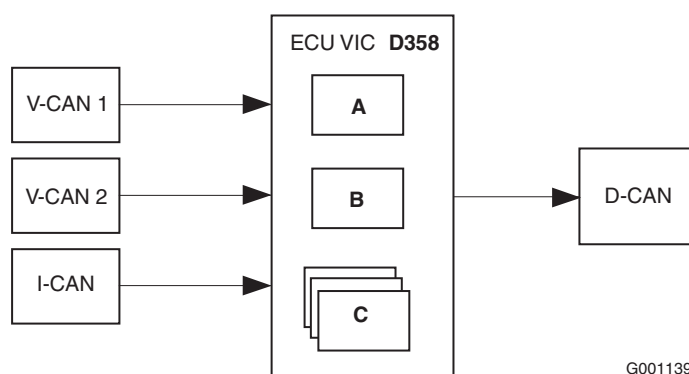 ECU VIC D358
V-CAN 1
A
V-CAN 2
B
D-CAN
I-CAN
C
G001139